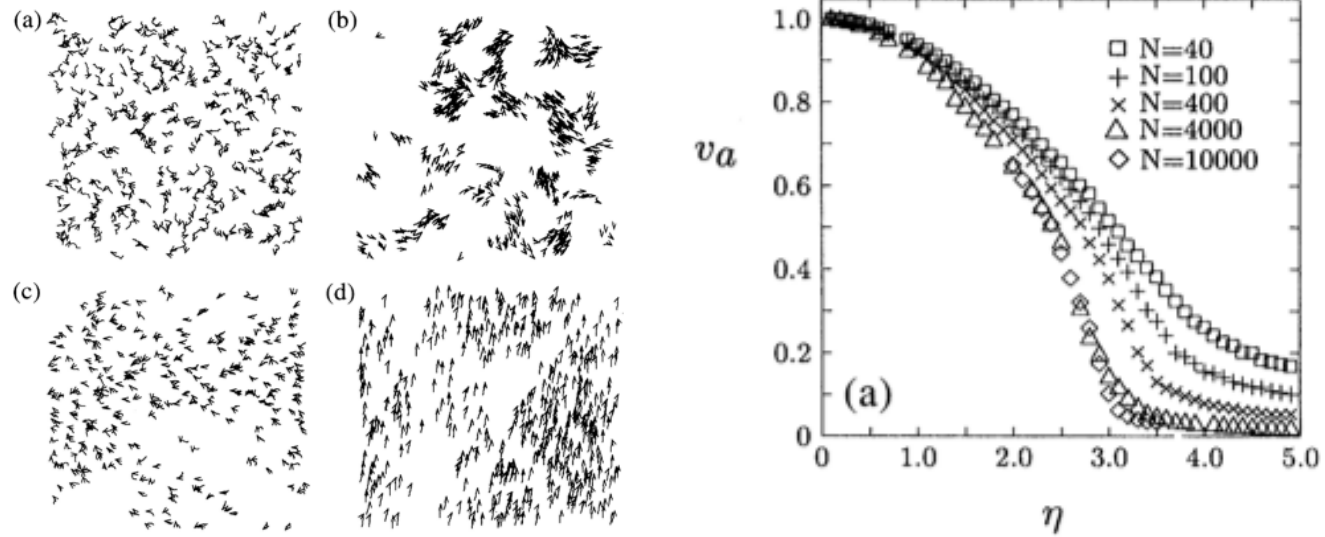 (a)
(b)
(c)
(d)
1.0
0.8
0.6
0.4
0.2
0
va
□ N=40
+ N=100
× N=400
△ N=4000
◇ N=10000
(a)
0
1.0
2.0
3.0
4.0
5.0
η